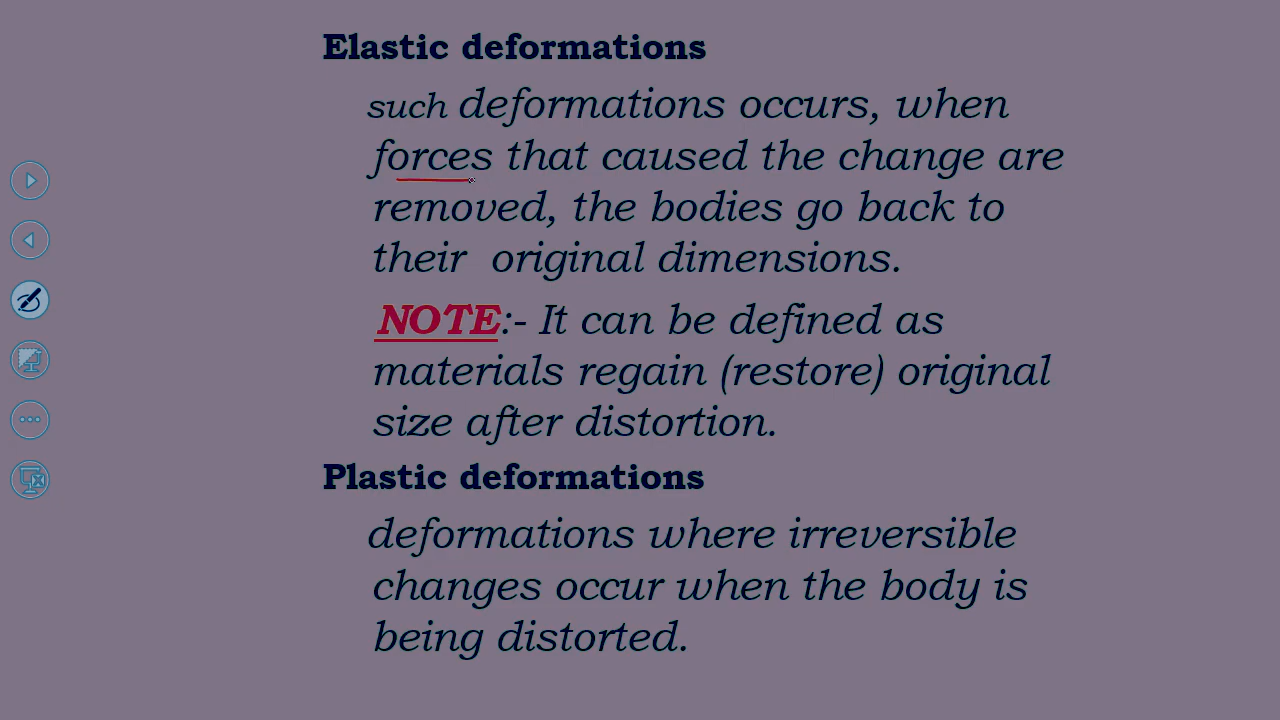 Elastic deformations
such deformations occurs, when
forces that caused the change are
removed, the bodies go back to
their original dimensions.
NOTE:- It can be defined as
materials regain (restore) original
size after distortion.
Plastic deformations
deformations where irreversible
changes occur when the body is
being distorted.